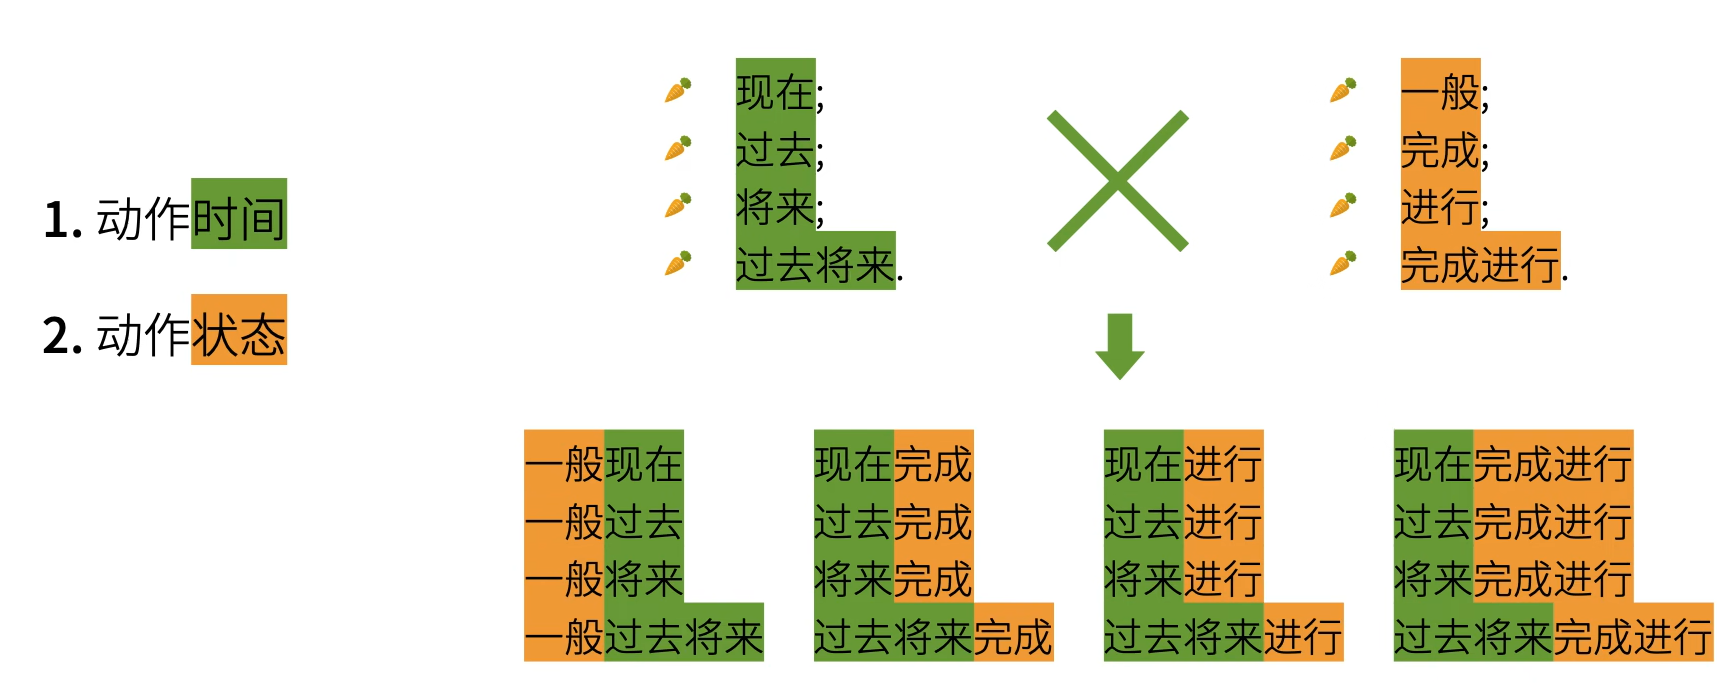 1. 动作时间
2. 动作状态
现在;
过去;
将来;
过去将来.
一般;
完成;
进行;
完成进行.
一般现在
一般过去
一般将来
一般过去将来
现在完成
过去完成
将来完成
过去将来完成
现在进行
过去进行
将来进行
过去将来进行
现在完成进行
过去完成进行
将来完成进行
过去将来完成进行